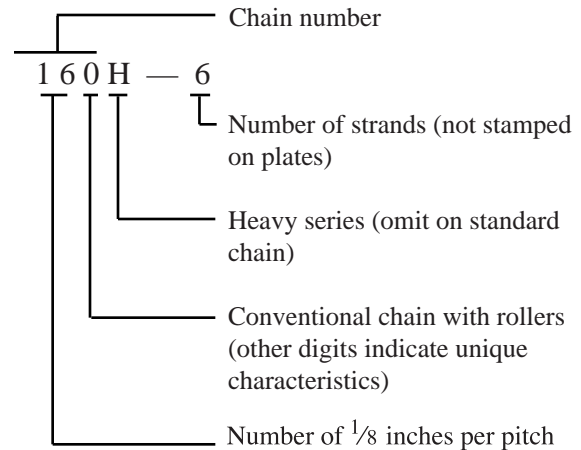 Chain number
1 6 0 H — 6
Number of strands (not stamped
on plates)
Heavy series (omit on standard
chain)
Conventional chain with rollers
(other digits indicate unique
characteristics)
Number of 1⁄8 inches per pitch